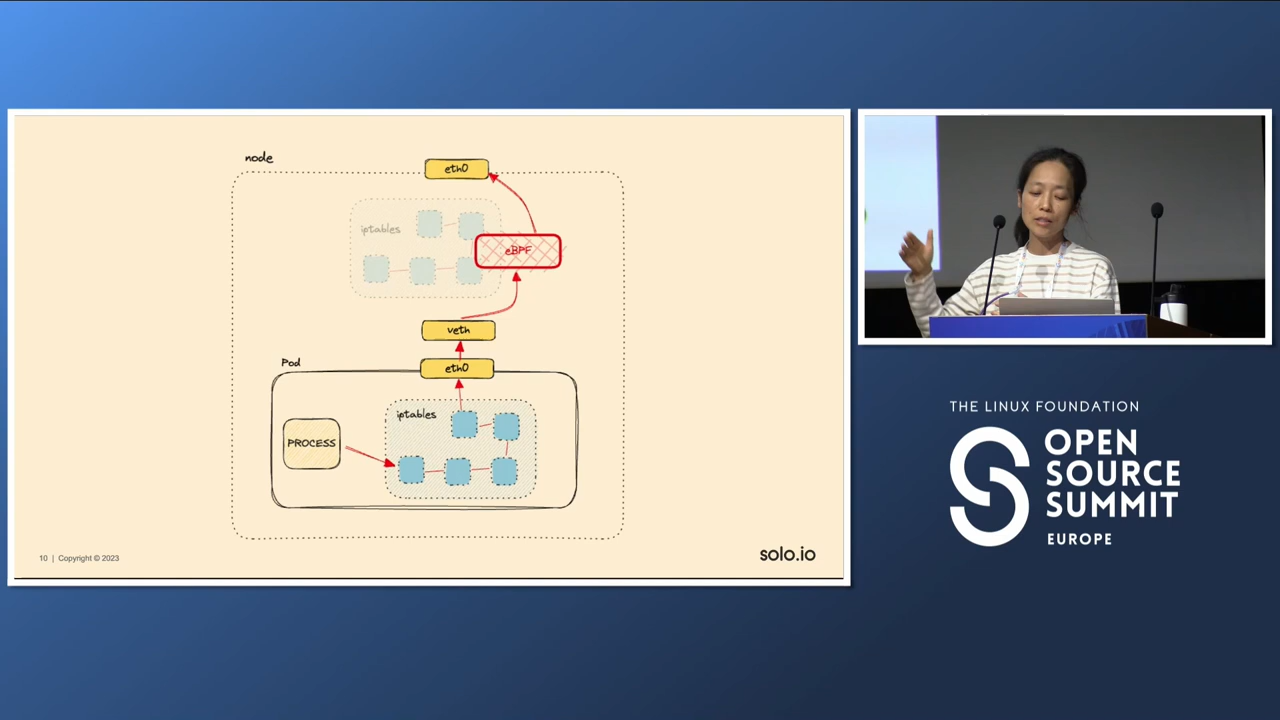 node
eth0
iptables
eBPF
veth
Pod
eth0
iptables
PROCESS
10 | Copyright © 2023
solo.io
THE LINUX FOUNDATION
OPEN
SOURCE
SUMMIT
EUROPE